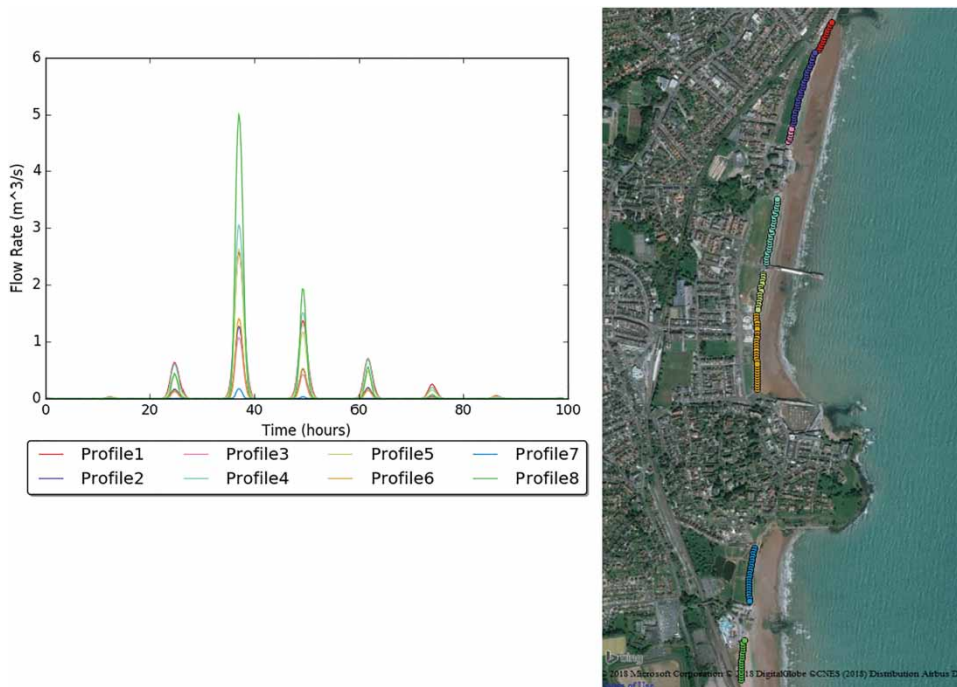 6
5
4
3
2
1
0
0 20 40 60 80 100
Flow Rate (m^3/s)
Time (hours)
Profile1 Profile3 Profile5 Profile7
Profile2 Profile4 Profile6 Profile8
bing
2018 Microsoft Corporation © 2018 DigitalGlobe ©CNES (2018) Distribution Airbus D